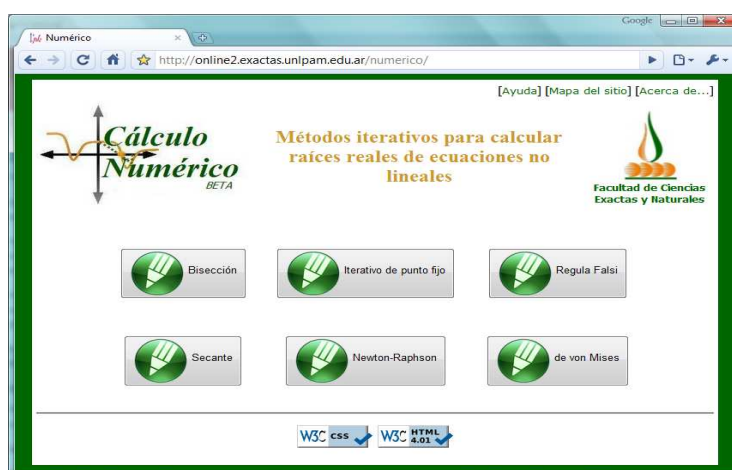 Google
Numérico
http://online2.exactas.unlpam.edu.ar/numerico/
[Ayuda] [Mapa del sitio] [Acerca de...]
Cálculo
Numérico
BETA
Métodos iterativos para calcular
raíces reales de ecuaciones no
lineales
Facultad de Ciencias
Exactas y Naturales
Bisección
Iterativo de punto fijo
Regula Falsi
Secante
Newton-Raphson
de von Mises
W3C css
W3C HTML 4.01